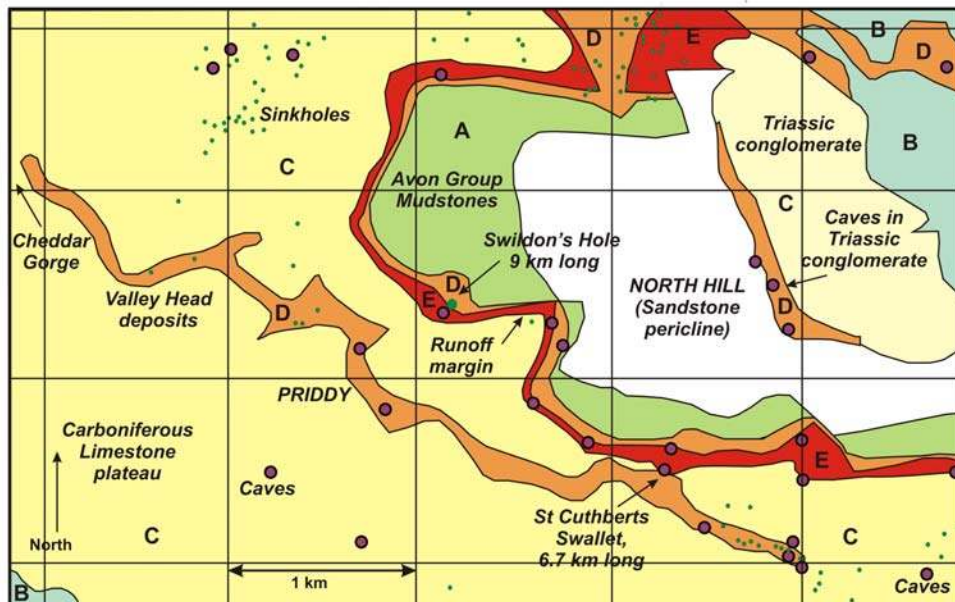 D
E
B
D
Sinkholes
A
Triassic
conglomerate
B
C
Avon Group
Mudstones
C
Cheddar
Gorge
Swildon's Hole
9 km long
Caves in
Triassic
conglomerate
Valley Head
deposits
D
E
D
NORTH HILL
(Sandstone
pericline)
D
Runoff
margin
PRIDDY
Carboniferous
Limestone
plateau
Caves
E
North
C
St Cuthberts
Swallet,
6.7 km long
C
1 km
Caves
B